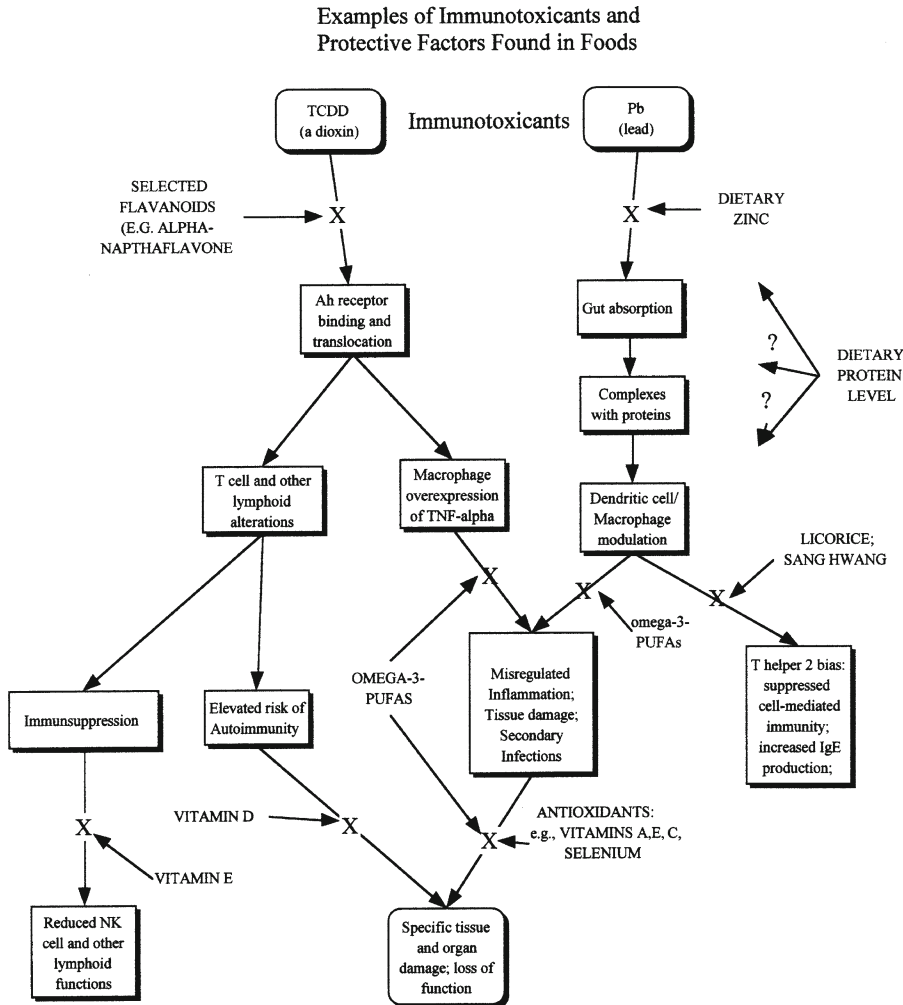 Examples of Immunotoxicants and
Protective Factors Found in Foods
TCDD
(a dioxin)
Immunotoxicants
Pb
(lead)
SELECTED
FLAVANOIDS
(E.G. ALPHA-
NAPTHAFLAVONE
X
X
DIETARY
ZINC
Ah receptor
binding and
translocation
Gut absorption
?
?
DIETARY
PROTEIN
LEVEL
Complexes
with proteins
T cell and other
lymphoid
alterations
Macrophage
overexpression
of TNF-alpha
Dendritic cell/
Macrophage
modulation
LICORICE;
SANG HWANG
X
X
X
omega-3-
PUFAs
OMEGA-3-
PUFAS
Immunsuppression
Elevated risk of
Autoimmunity
Misregulated
Inflammation;
Tissue damage;
Secondary
Infections
T helper 2 bias:
suppressed
cell-mediated
immunity;
increased IgE
production;
VITAMIN D
X
X
X
ANTIOXIDANTS:
e.g., VITAMINS A,E, C,
SELENIUM
VITAMIN E
Reduced NK
cell and other
lymphoid
functions
Specific tissue
and organ
damage; loss of
function